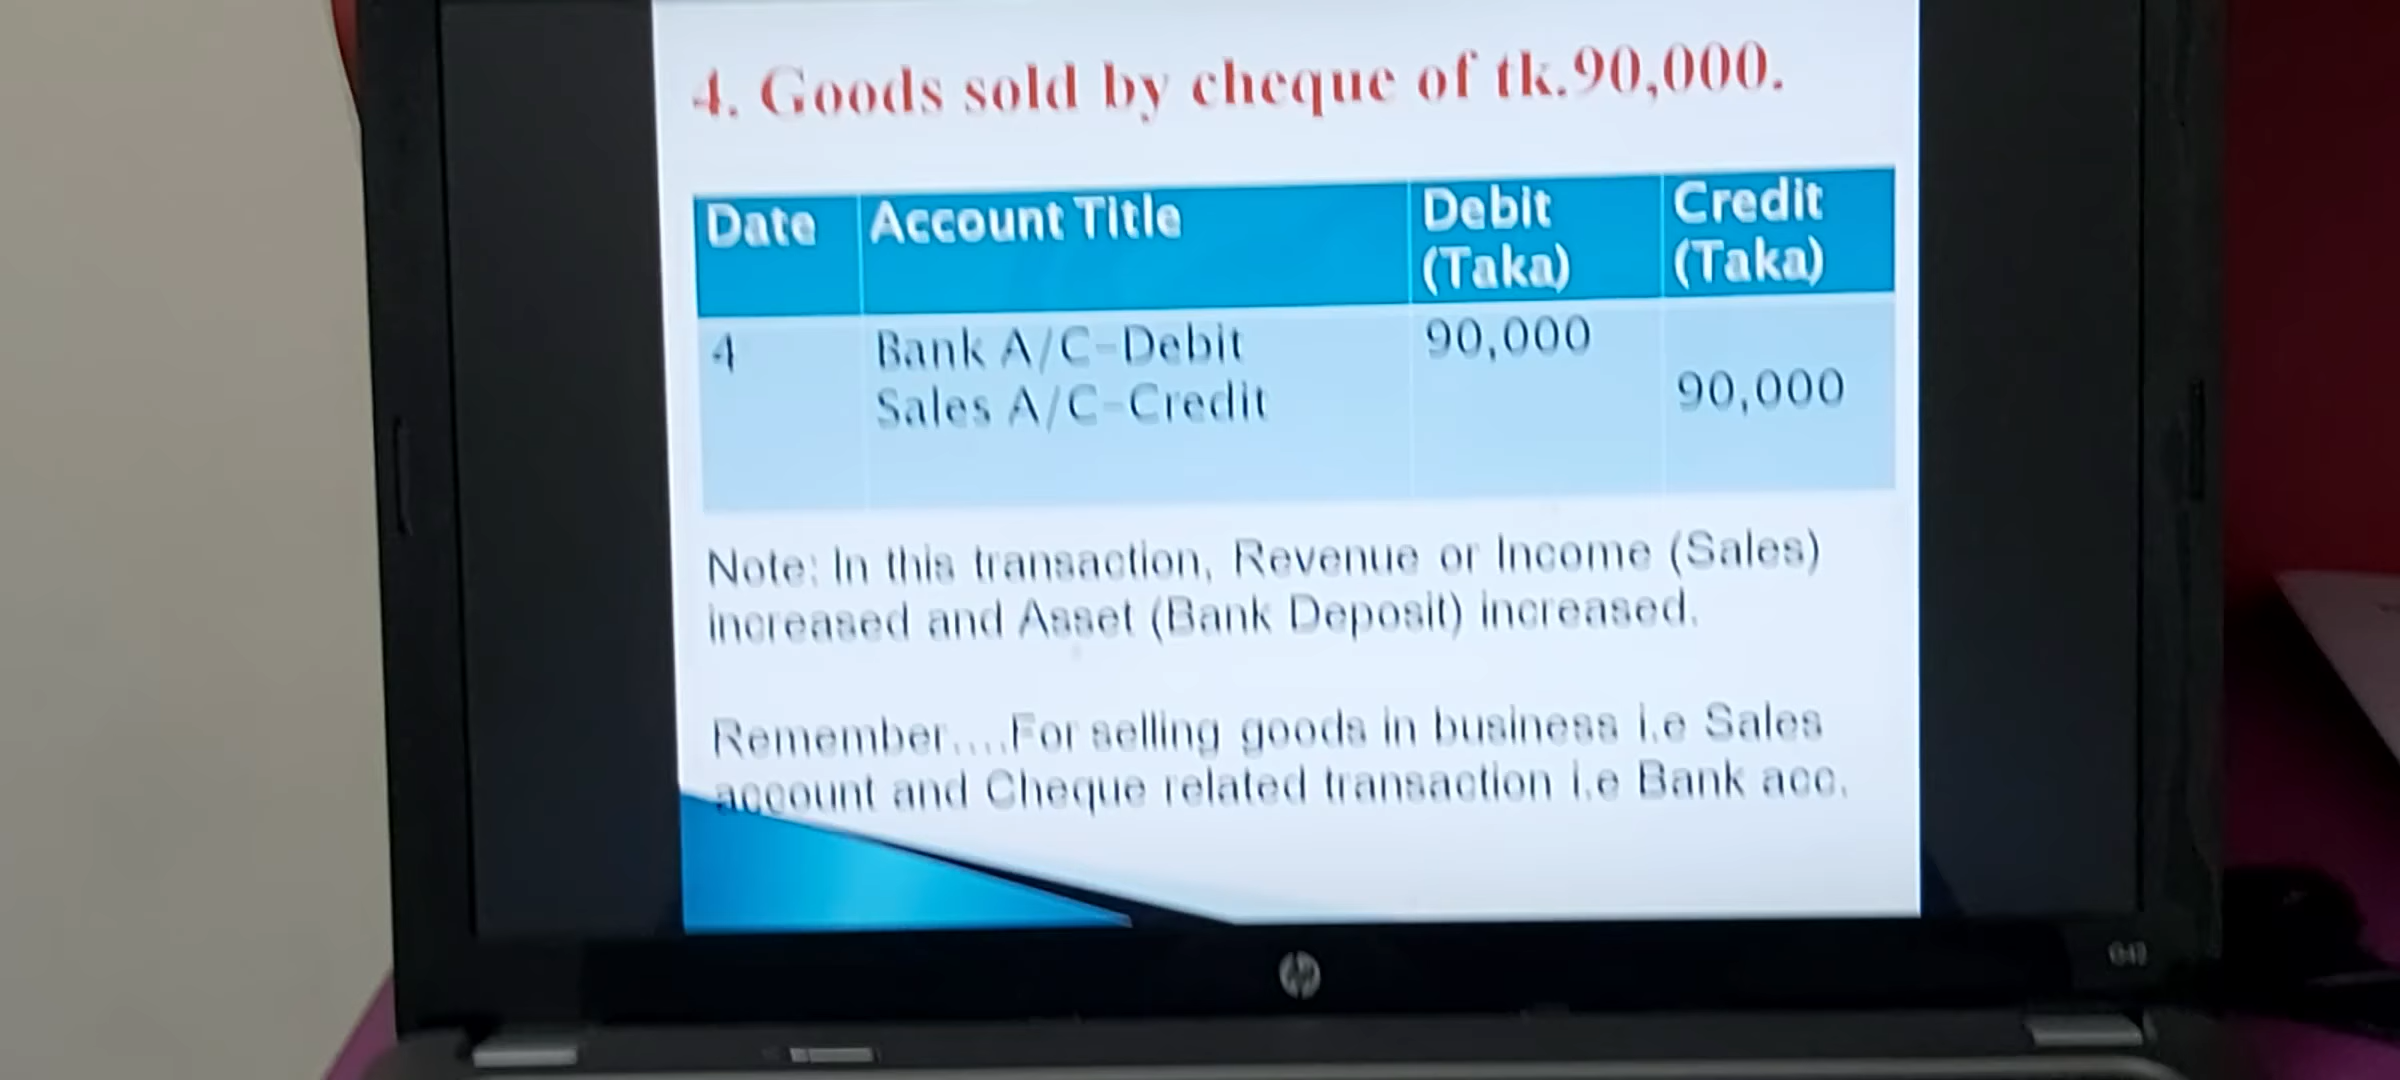 4. Goods sold by cheque of tk.90,000.
Date Account Title Debit (Taka) Credit (Taka)
4 Bank A/C-Debit 90,000
Sales A/C-Credit 90,000
Note: In this transaction, Revenue or Income (Sales)
increased and Asset (Bank Deposit) increased.
Remember....For selling goods in business i.e Sales
account and Cheque related transaction i.e Bank acc.
hp